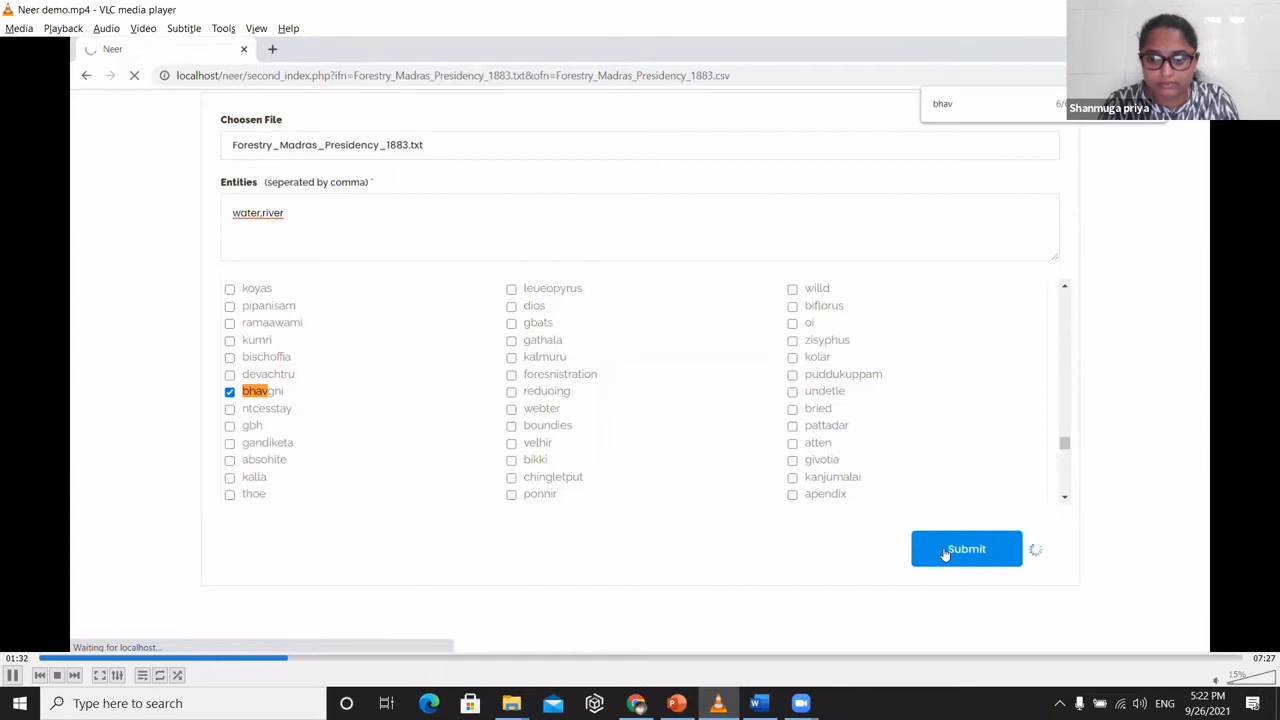 Neer demo.mp4 - VLC media player
Media Playback Audio Video Subtitle Tools View Help
Neer
localhost/neer/second_index.php?ifn=Forestry_Madras_Presidency_1883.txt&ofn=Forestry_Madras_Presidency_1883.csv
bhav
Shanmuga priya
Choosen File
Forestry_Madras_Presidency_1883.txt
Entities (seperated by comma) *
water,river
koyas leueopyrus willd
pipanisam dios biflorus
ramaawami gbats oi
kumri gathala zisyphus
bischoffia kalmuru kolar
devachtru foresnistration puddukuppam
bhavgni reduoing undetle
ntcesstay webter bried
gbh boundies pattadar
gandiketa velhir atten
absohite bikki givotia
kalla chingletput kanjumalai
thoe ponnir apendix
Submit
Waiting for localhost...
01:32 07:27
15%
Type here to search
ENG
5:22 PM
9/26/2021